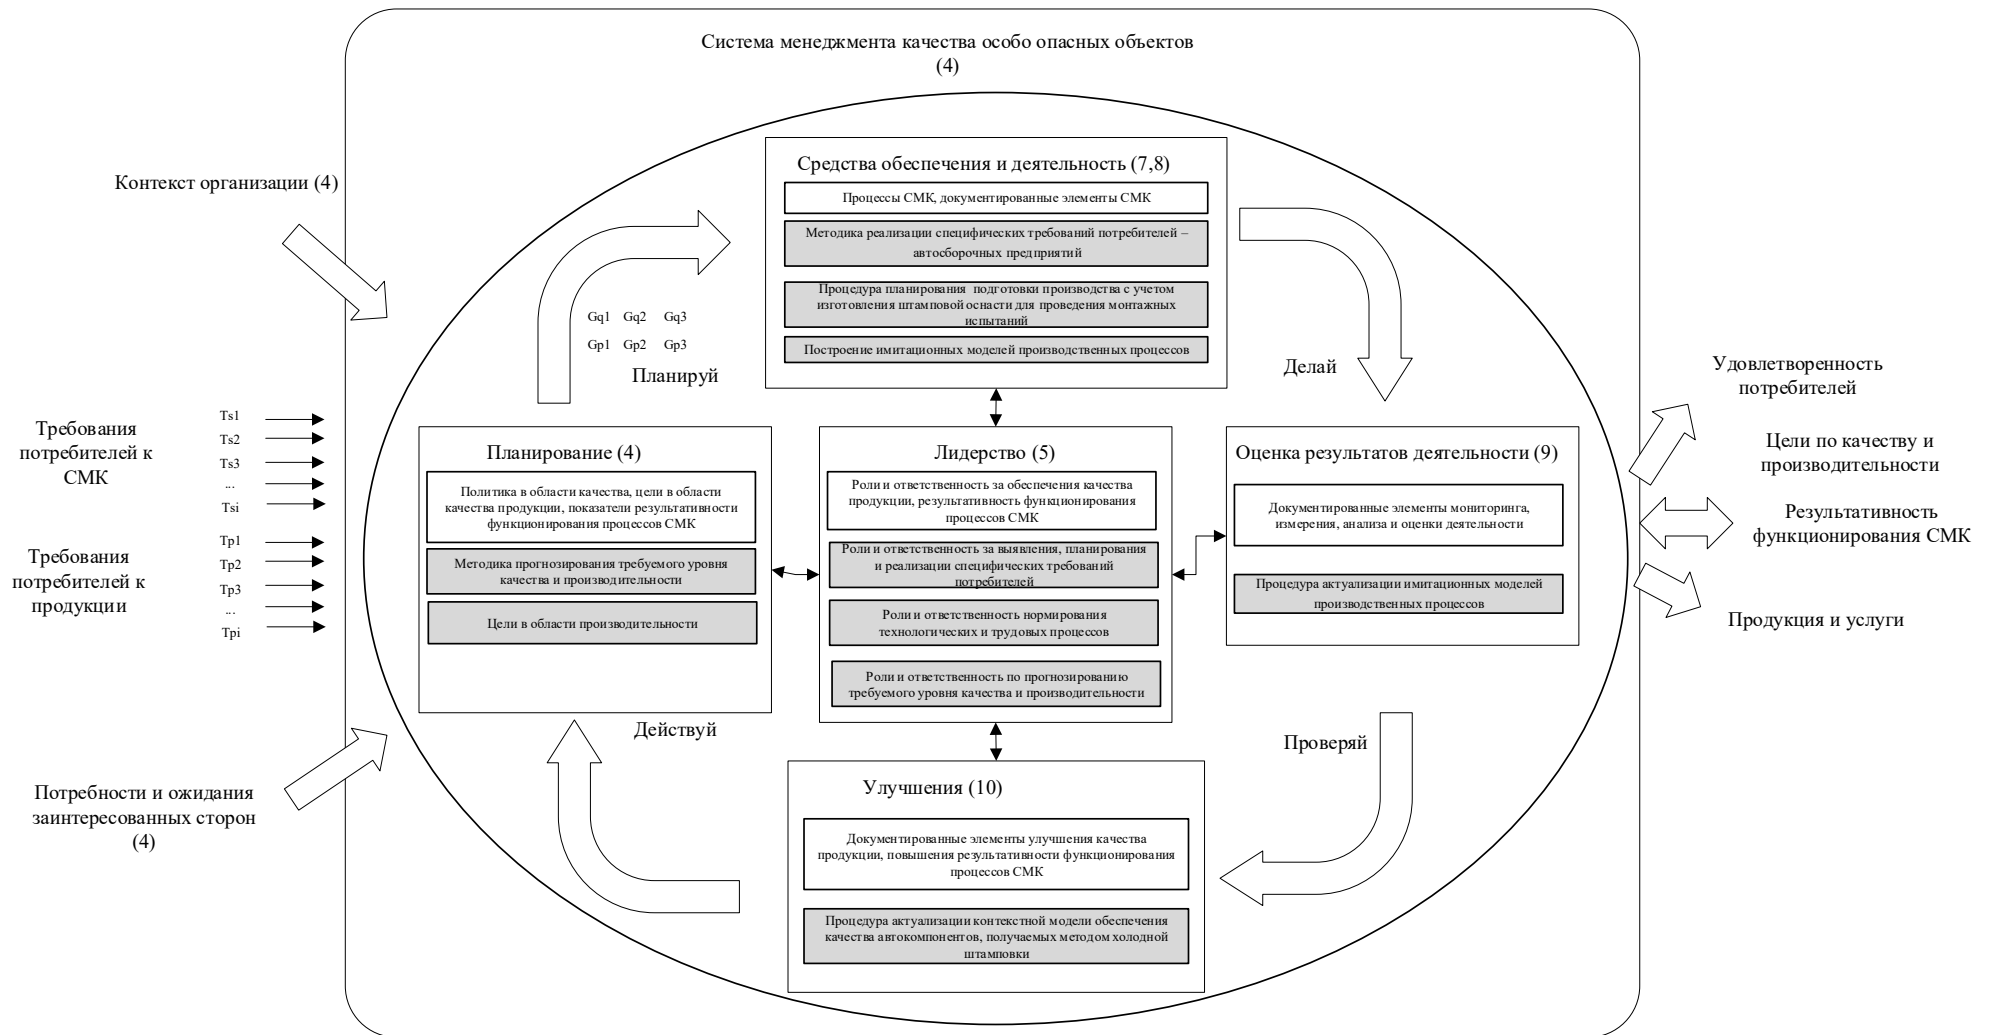 Система менеджмента качества особо опасных объектов
(4)
Контекст организации (4)
Средства обеспечения и деятельность (7,8)
Процессы СМК, документированные элементы СМК
Методика реализации специфических требований потребителей –
автосборочных предприятий
Процедура планирования подготовки производства с учетом
изготовления штамповой оснасти для проведения монтажных
испытаний
Построение имитационных моделей производственных процессов
Gq1 Gq2 Gq3
Gp1 Gp2 Gp3
Планируй
Делай
Требования
потребителей к
СМК
Ts1
Ts2
Ts3
...
Tsi
Требования
потребителей к
продукции
Tp1
Tp2
Tp3
...
Tpi
Планирование (4)
Политика в области качества, цели в области
качества продукции, показатели результативности
функционирования процессов СМК
Методика прогнозирования требуемого уровня
качества и производительности
Цели в области производительности
Лидерство (5)
Роли и ответственность за обеспечения качества
продукции, результативность функционирования
процессов СМК
Роли и ответственность за выявления, планирования
и реализации специфических требований
потребителей
Роли и ответственность нормирования
технологических и трудовых процессов
Роли и ответственность по прогнозированию
требуемого уровня качества и производительности
Оценка результатов деятельности (9)
Документированные элементы мониторинга,
измерения, анализа и оценки деятельности
Процедура актуализации имитационных моделей
производственных процессов
Удовлетворенность
потребителей
Цели по качеству и
производительности
Результативность
функционирования СМК
Продукция и услуги
Действуй
Проверяй
Потребности и ожидания
заинтересованных сторон
(4)
Улучшения (10)
Документированные элементы улучшения качества
продукции, повышения результативности функционирования
процессов СМК
Процедура актуализации контекстной модели обеспечения
качества автокомпонентов, получаемых методом холодной
штамповки